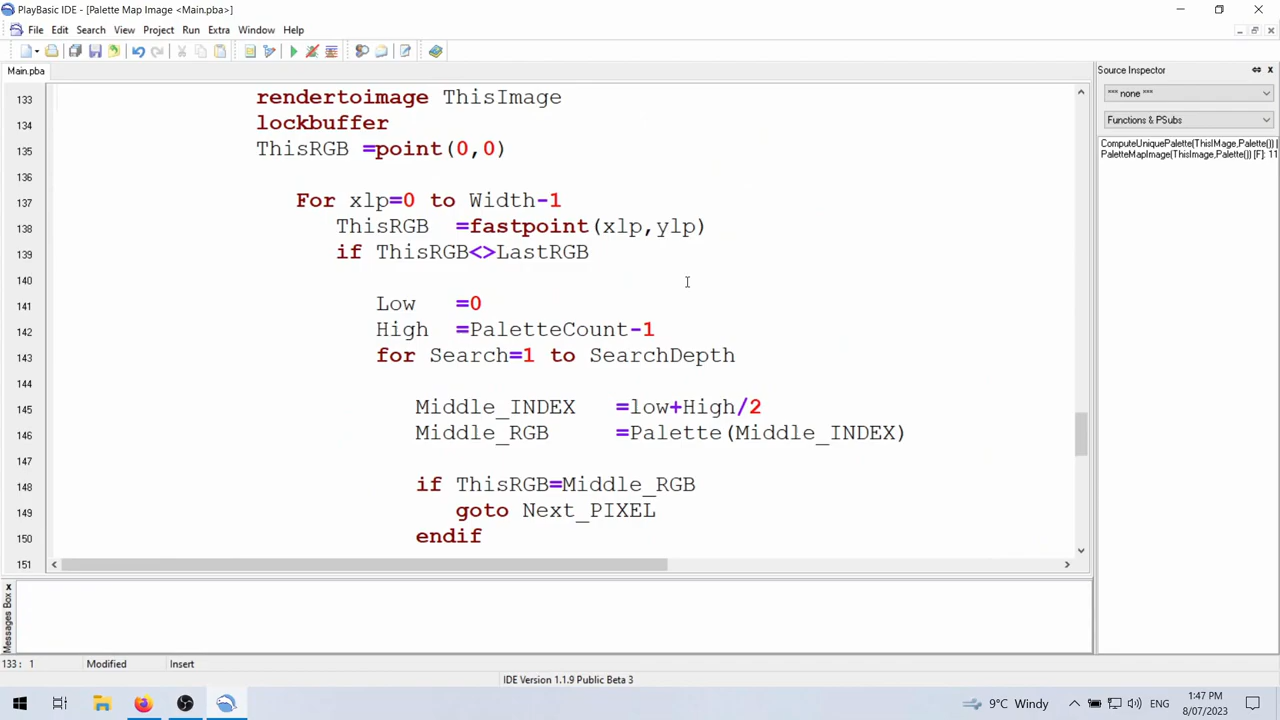 PlayBasic IDE - [Palette Map Image <Main.pba>]
File Edit Search View Project Run Extra Window Help
Main.pba
Source Inspector
*** none ***
Functions & PSubs
ComputeUniquePalette(ThisImage,Palette()) [
PaletteMapImage(ThisImage,Palette()) [F]: 11
133 rendertoimage ThisImage
134 lockbuffer
135 ThisRGB =point(0,0)
136
137 For xlp=0 to Width-1
138 ThisRGB =fastpoint(xlp,ylp)
139 if ThisRGB<>LastRGB
140
141 Low =0
142 High =PaletteCount-1
143 for Search=1 to SearchDepth
144
145 Middle_INDEX =low+High/2
146 Middle_RGB =Palette(Middle_INDEX)
147
148 if ThisRGB=Middle_RGB
149 goto Next_PIXEL
150 endif
151
Messages Box
133: 1 Modified Insert
IDE Version 1.1.9 Public Beta 3
9°C Windy
ENG
1:47 PM
8/07/2023